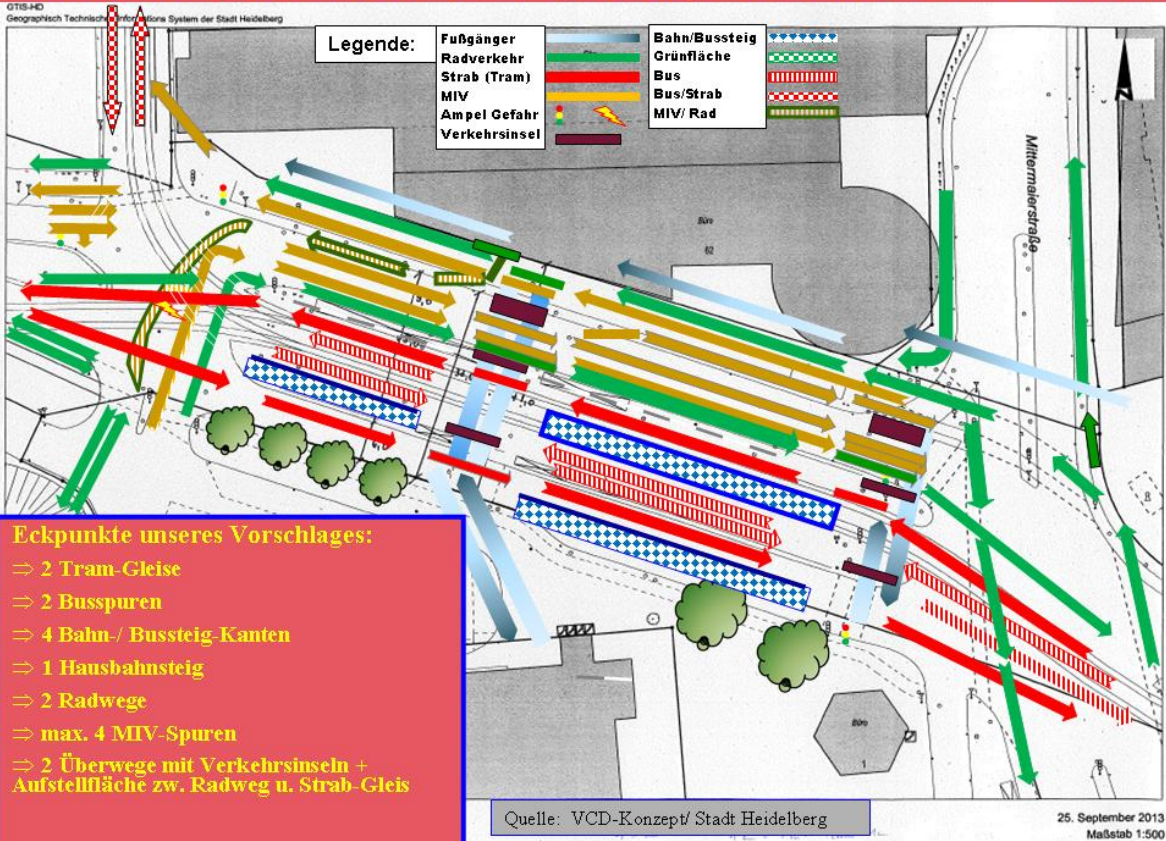 GTIS-HD
Geographisch Technisches Informations System der Stadt Heidelberg
Legende:
Fußgänger
Radverkehr
Strab (Tram)
MIV
Ampel Gefahr
Verkehrsinsel
Bahn/Bussteig
Grünfläche
Bus
Bus/Strab
MIV/ Rad
Mittermaierstraße
Büro
62
Eckpunkte unseres Vorschlages:
⇒ 2 Tram-Gleise
⇒ 2 Busspuren
⇒ 4 Bahn-/ Bussteig-Kanten
⇒ 1 Hausbahnsteig
⇒ 2 Radwege
⇒ max. 4 MIV-Spuren
⇒ 2 Überwege mit Verkehrsinseln +
Aufstellfläche zw. Radweg u. Strab-Gleis
Büro
1
Quelle: VCD-Konzept/ Stadt Heidelberg
25. September 2013
Maßstab 1:500